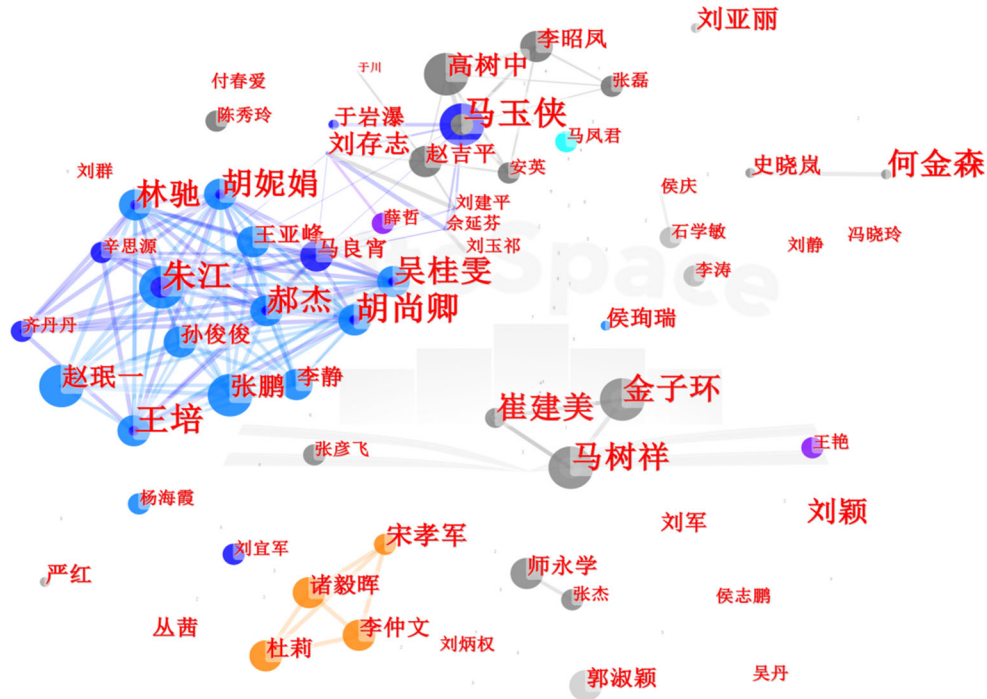 刘亚丽
李昭凤
高树中
于川
付春爱
张磊
陈秀玲
于岩瀑
马玉侠
马凤君
刘存志
赵吉平
安英
史晓岚
何金森
刘群
林驰
胡妮娟
侯庆
刘建平
薛哲
佘延芬
石学敏
冯晓玲
辛思源
王亚峰
马良宵
刘玉祁
刘静
朱江
吴桂雯
李涛
郝杰
胡尚卿
侯珣瑞
齐丹丹
孙俊俊
赵珉一
张鹏
李静
金子环
崔建美
王培
张彦飞
马树祥
王艳
杨海霞
刘颖
刘军
宋孝军
刘宜军
严红
诸毅晖
师永学
张杰
侯志鹏
丛茜
李仲文
杜莉
刘炳权
郭淑颖
吴丹